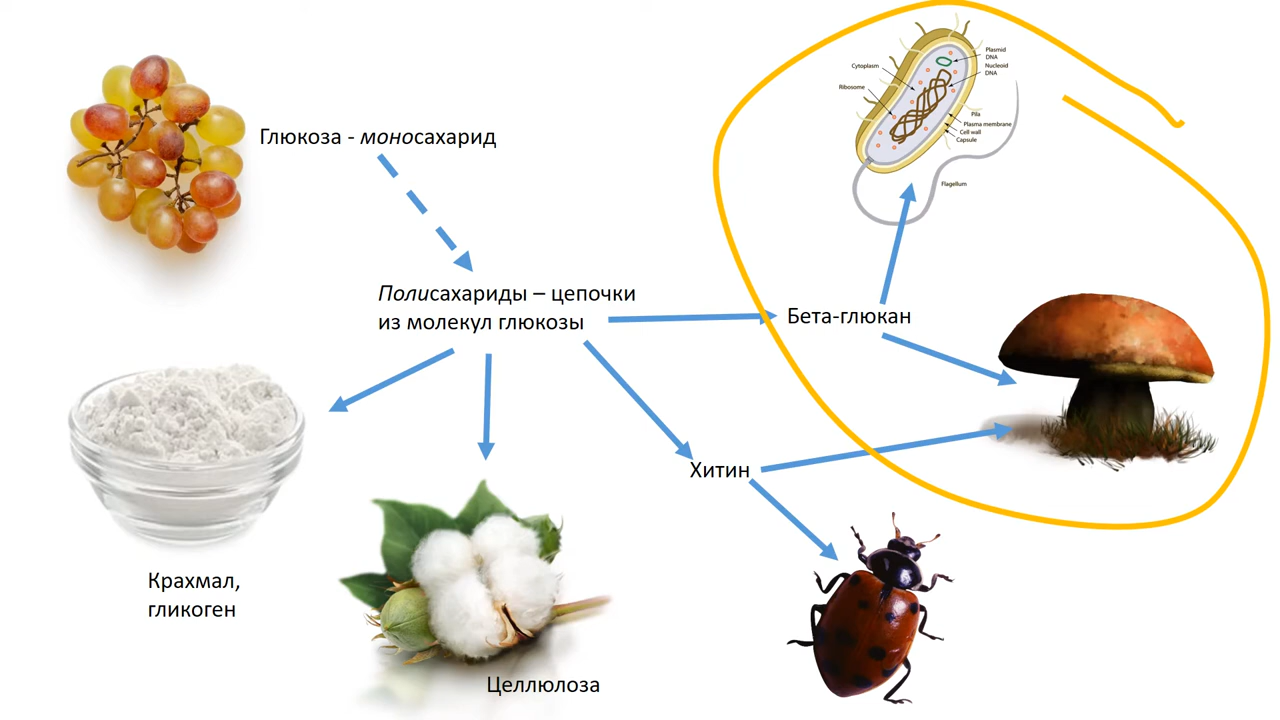 Глюкоза - моносахарид
Полисахариды – цепочки
из молекул глюкозы
Крахмал,
гликоген
Целлюлоза
Хитин
Бета-глюкан
Cytoplasm
Ribosome
Plasmid
DNA
Nucleoid
DNA
Pila
Plasma membrane
Cell wall
Capsule
Flagellum